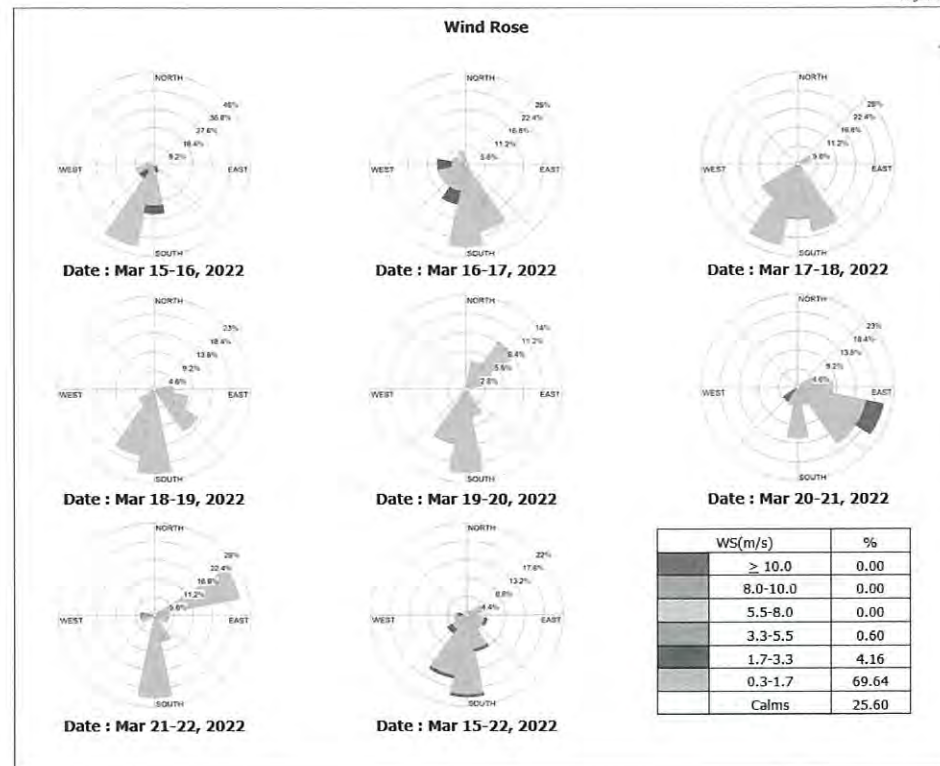 Wind Rose
NORTH
46%
36.8%
27.6%
18.4%
9.2%
WEST
EAST
SOUTH
Date : Mar 15-16, 2022
NORTH
28%
22.4%
16.8%
11.2%
5.6%
WEST
EAST
SOUTH
Date : Mar 16-17, 2022
NORTH
28%
22.4%
16.8%
11.2%
5.6%
WEST
EAST
SOUTH
Date : Mar 17-18, 2022
NORTH
23%
18.4%
13.8%
9.2%
4.6%
WEST
EAST
SOUTH
Date : Mar 18-19, 2022
NORTH
14%
11.2%
8.4%
5.6%
2.8%
WEST
EAST
SOUTH
Date : Mar 19-20, 2022
NORTH
23%
18.4%
13.8%
9.2%
4.6%
WEST
EAST
SOUTH
Date : Mar 20-21, 2022
NORTH
28%
22.4%
16.8%
11.2%
5.6%
WEST
EAST
SOUTH
Date : Mar 21-22, 2022
NORTH
22%
17.6%
13.2%
8.8%
4.4%
WEST
EAST
SOUTH
Date : Mar 15-22, 2022
WS(m/s) %
≥ 10.0 0.00
8.0-10.0 0.00
5.5-8.0 0.00
3.3-5.5 0.60
1.7-3.3 4.16
0.3-1.7 69.64
Calms 25.60